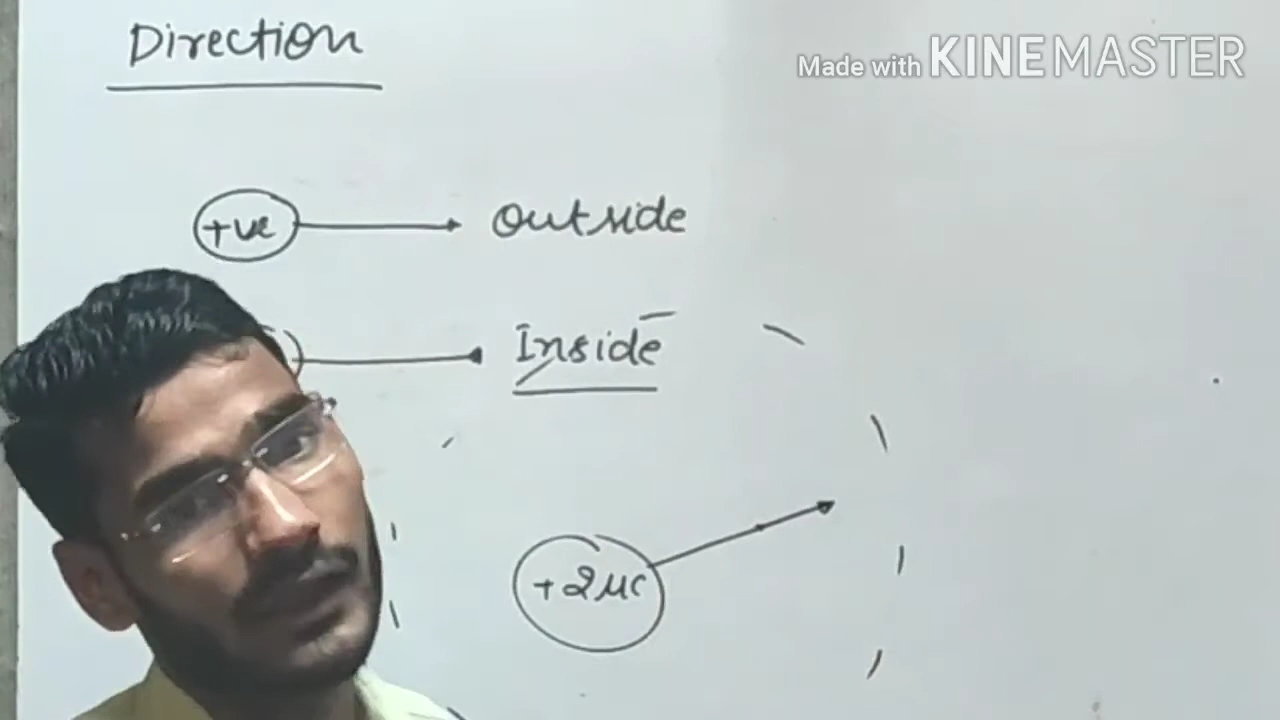 Direction
Made with KINEMASTER
+ve outside
Inside
+2μc